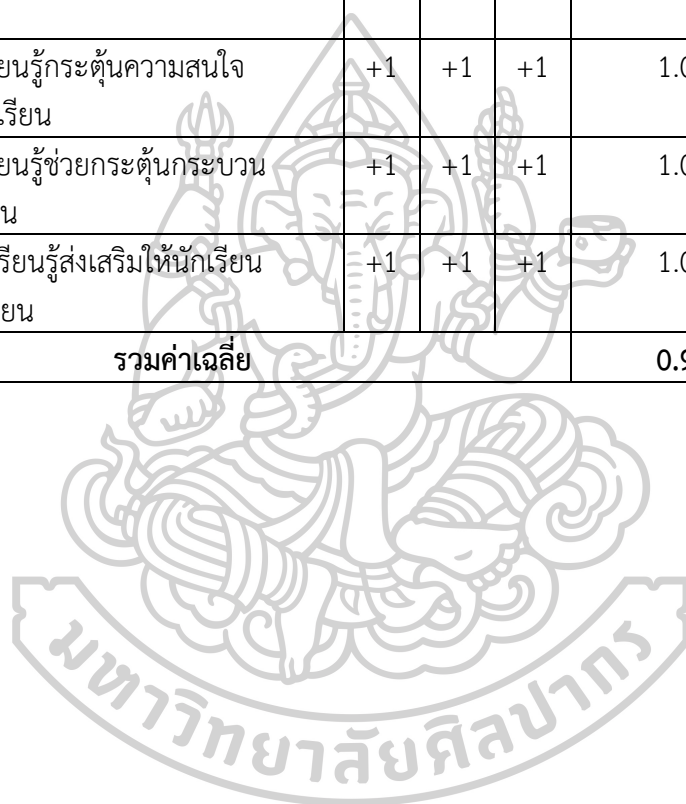 ยนรู้กระตุ้นความสนใจ +1 +1 +1 1.0
เรียน
ยนรู้ช่วยกระตุ้นกระบวน +1 +1 +1 1.0
น
รียนรู้ส่งเสริมให้นักเรียน +1 +1 +1 1.0
ยน
รวมค่าเฉลี่ย 0.9
มหาวิทยาลัยศิลปากร